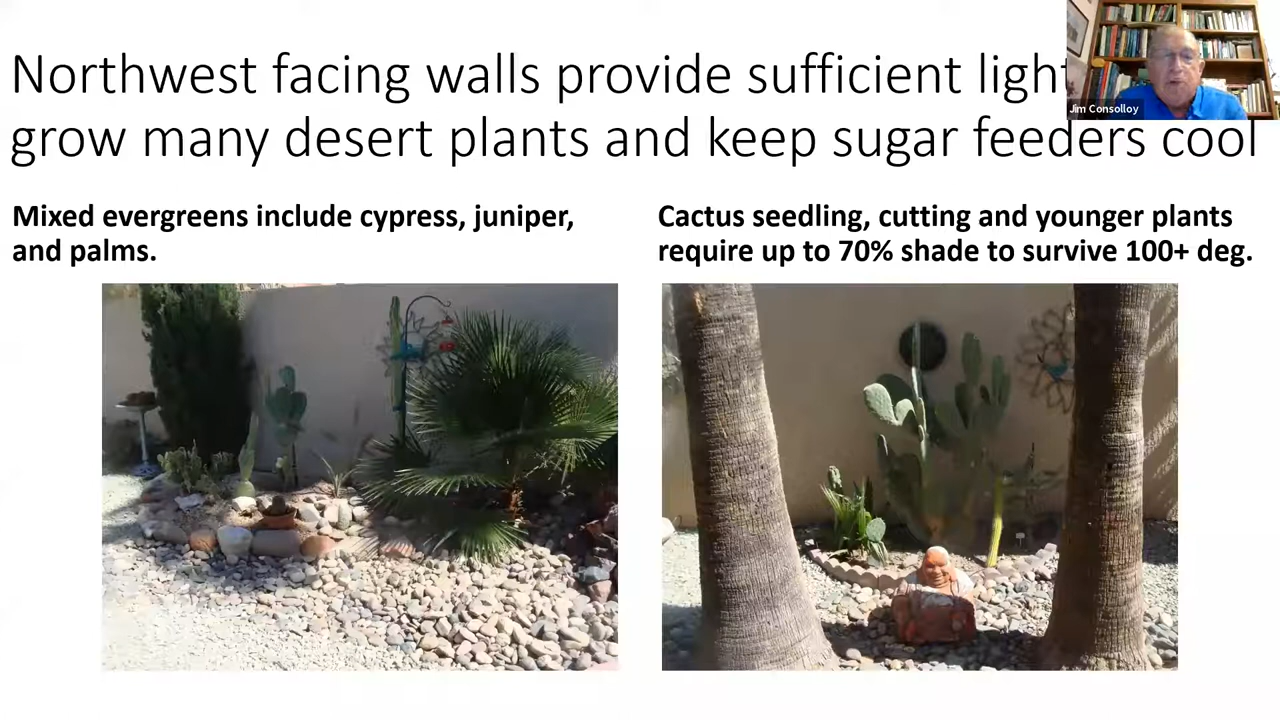 Northwest facing walls provide sufficient light
grow many desert plants and keep sugar feeders cool
Jim Consolloy
Mixed evergreens include cypress, juniper,
and palms.
Cactus seedling, cutting and younger plants
require up to 70% shade to survive 100+ deg.